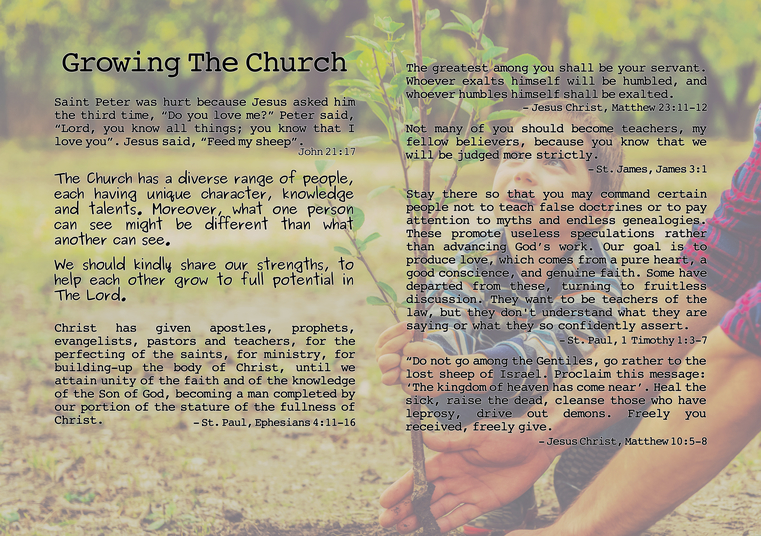 Growing The Church
Saint Peter was hurt because Jesus asked him
the third time, “Do you love me?” Peter said,
“Lord, you know all things; you know that I
love you”. Jesus said, “Feed my sheep”.
John 21:17
The Church has a diverse range of people,
each having unique character, knowledge
and talents. Moreover, what one person
can see might be different than what
another can see.
We should kindly share our strengths, to
help each other grow to full potential in
The Lord.
Christ has given apostles, prophets,
evangelists, pastors and teachers, for the
perfecting of the saints, for ministry, for
building-up the body of Christ, until we
attain unity of the faith and of the knowledge
of the Son of God, becoming a man completed by
our portion of the stature of the fullness of
Christ.
- St. Paul, Ephesians 4:11-16
The greatest among you shall be your servant.
Whoever exalts himself will be humbled, and
whoever humbles himself shall be exalted.
- Jesus Christ, Matthew 23:11-12
Not many of you should become teachers, my
fellow believers, because you know that we
will be judged more strictly.
- St. James, James 3:1
Stay there so that you may command certain
people not to teach false doctrines or to pay
attention to myths and endless genealogies.
These promote useless speculations rather
than advancing God's work. Our goal is to
produce love, which comes from a pure heart, a
good conscience, and genuine faith. Some have
departed from these, turning to fruitless
discussion. They want to be teachers of the
law, but they don't understand what they are
saying or what they so confidently assert.
- St. Paul, 1 Timothy 1:3-7
“Do not go among the Gentiles, go rather to the
lost sheep of Israel. Proclaim this message:
‘The kingdom of heaven has come near’. Heal the
sick, raise the dead, cleanse those who have
leprosy, drive out demons. Freely you
received, freely give.
- Jesus Christ, Matthew 10:5-8